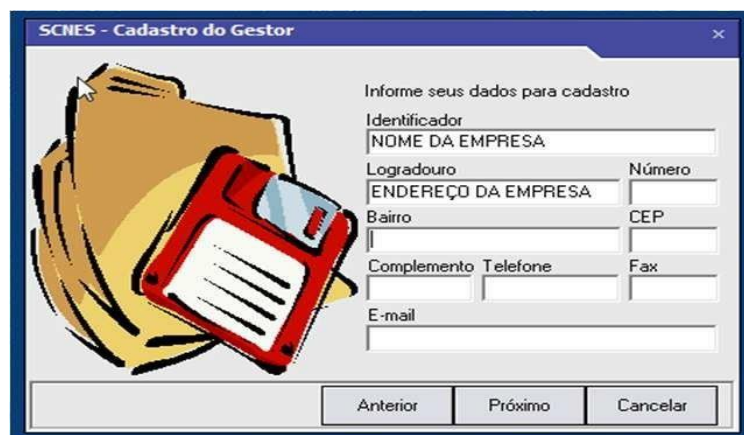 SCNES - Cadastro do Gestor
Informe seus dados para cadastro
Identificador
NOME DA EMPRESA
Logradouro Número
ENDEREÇO DA EMPRESA
Bairro CEP
Complemento Telefone Fax
E-mail
Anterior Próximo Cancelar